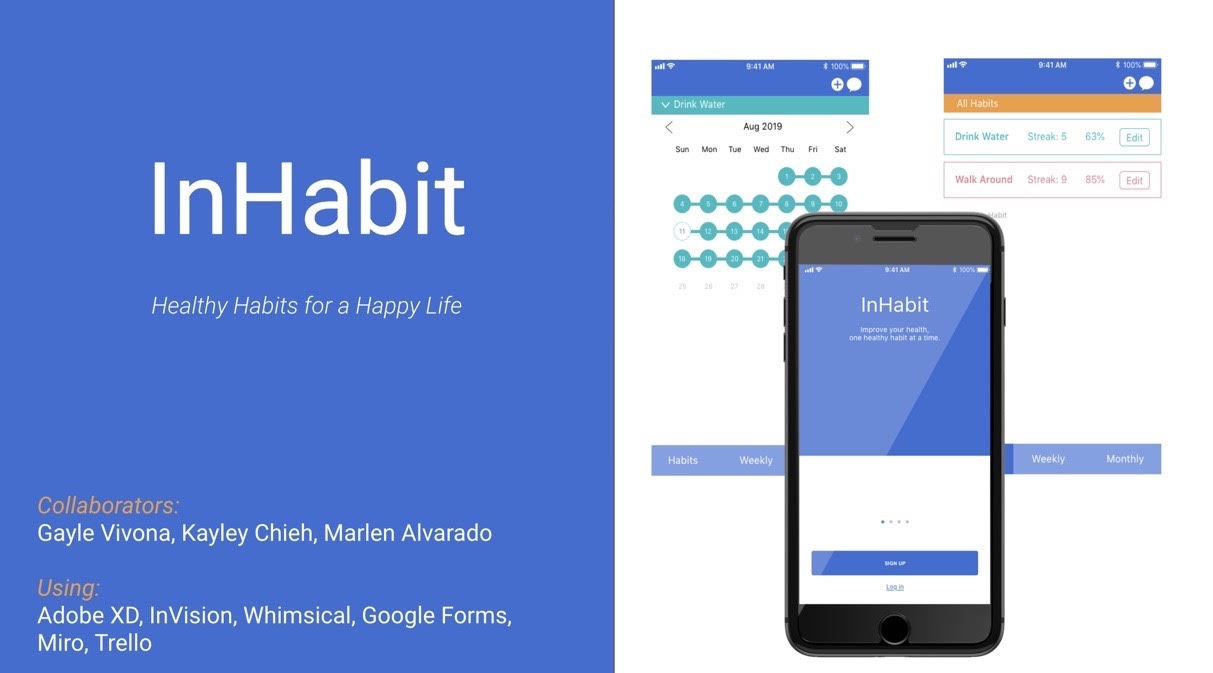 InHabit
Healthy Habits for a Happy Life
Collaborators:
Gayle Vivona, Kayley Chieh, Marlen Alvarado
Using:
Adobe XD, InVision, Whimsical, Google Forms,
Miro, Trello
9:41 AM 100%
Drink Water
Aug 2019
Sun Mon Tue Wed Thu Fri Sat
1 2 3
4 5 6 7 8 9 10
11 12 13 14
18 19 20 21
25 26 27 28
Habits Weekly
9:41 AM 100%
All Habits
Drink Water Streak: 5 63% Edit
Walk Around Streak: 9 85% Edit
Habit
Weekly Monthly
9:41 AM 100%
InHabit
Improve your health,
one healthy habit at a time.
SIGN UP
Log in